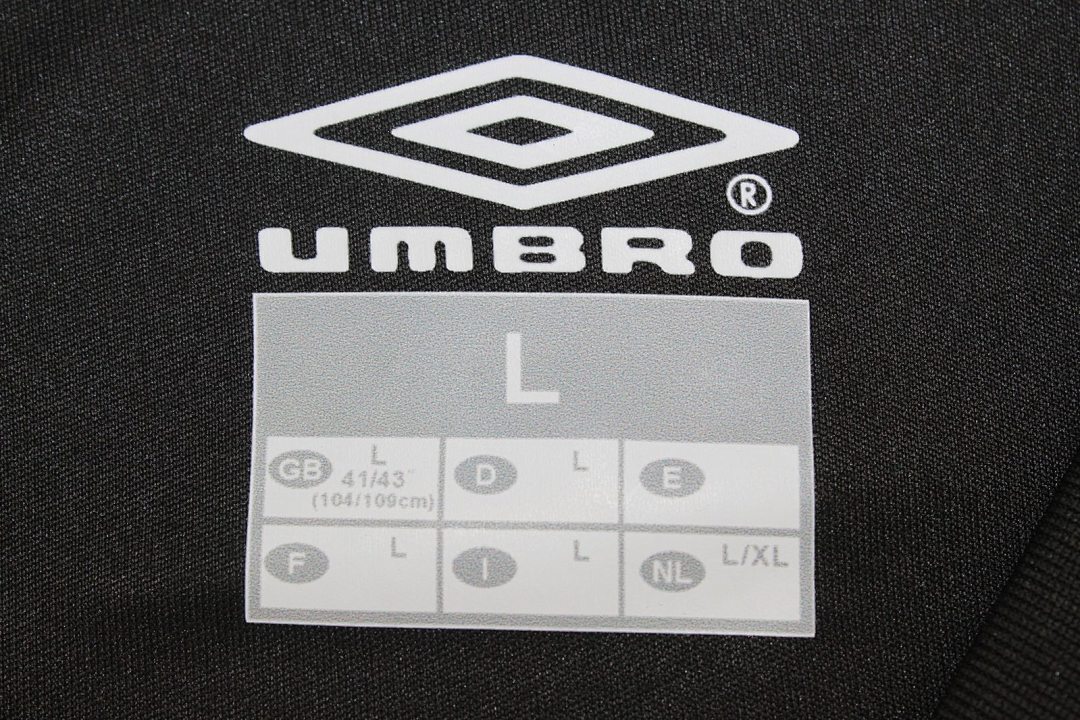 ®
UMBRO
L
GB L
41/43"
(104/109cm)
D L
E
F L
I L
NL L/XL